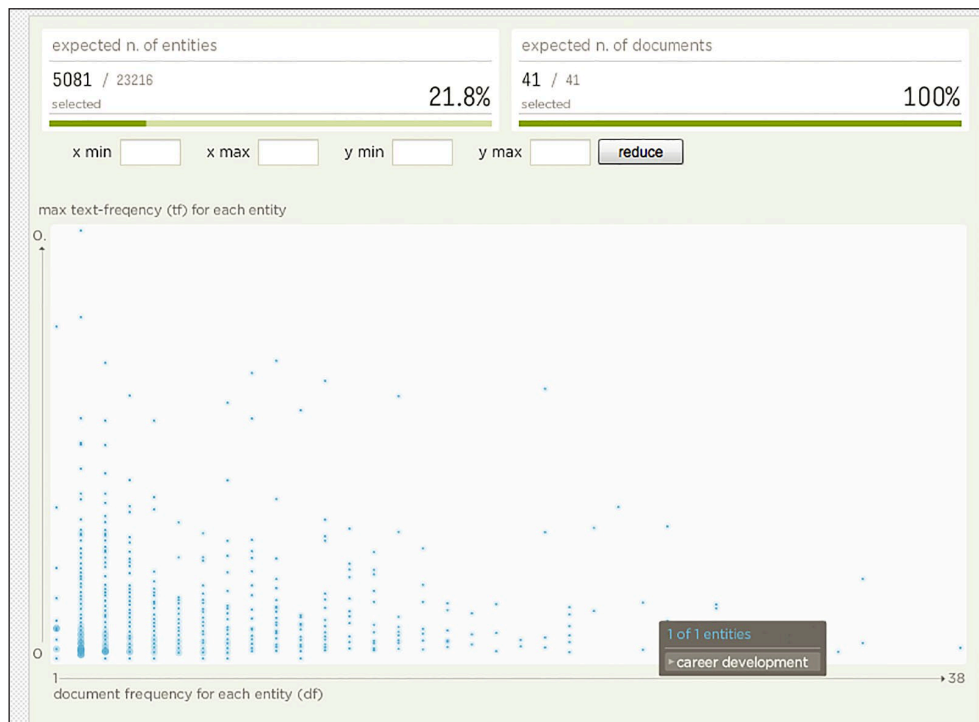 expected n. of entities
5081 / 23216
selected
21.8%
expected n. of documents
41 / 41
selected
100%
x min
x max
y min
y max
reduce
max text-freqency (tf) for each entity
0.
0
1 of 1 entities
career development
1
38
document frequency for each entity (df)